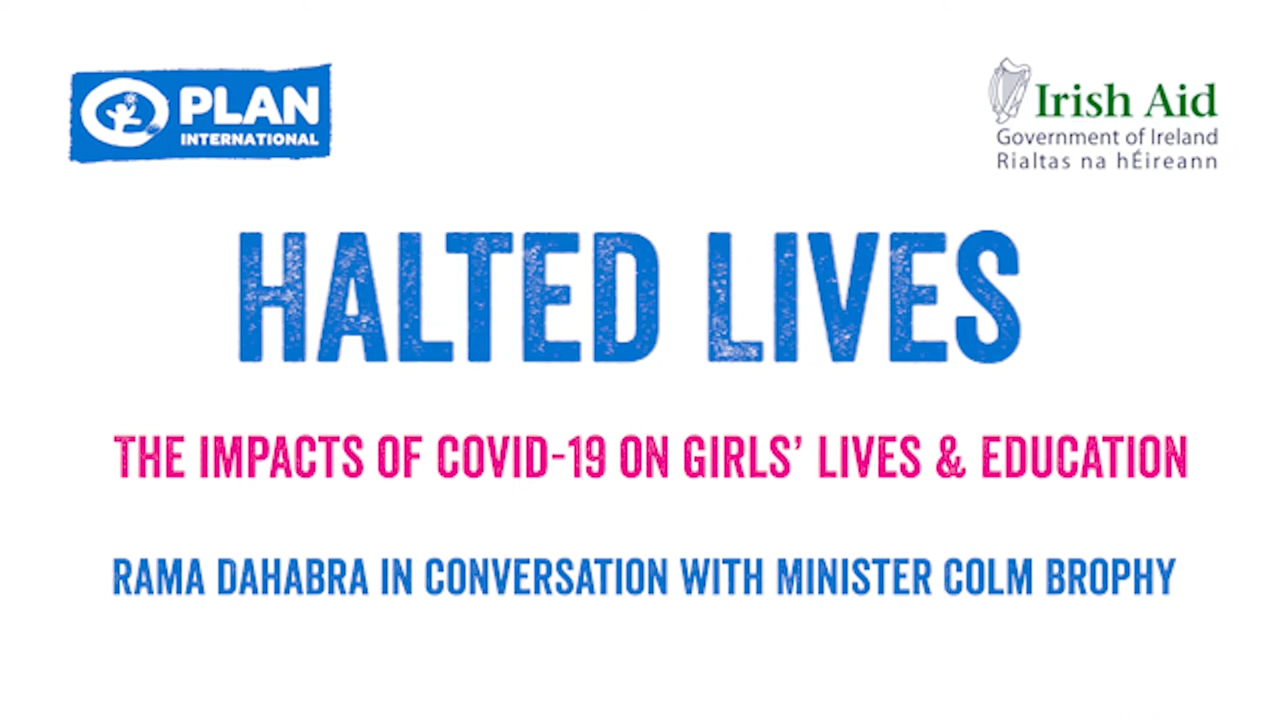 PLAN
INTERNATIONAL
Irish Aid
Government of Ireland
Rialtas na hÉireann
HALTED LIVES
THE IMPACTS OF COVID-19 ON GIRLS' LIVES & EDUCATION
RAMA DAHABRA IN CONVERSATION WITH MINISTER COLM BROPHY